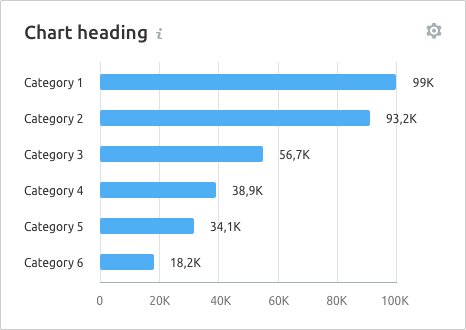 Chart heading i
Category 1 99K
Category 2 93,2K
Category 3 56,7K
Category 4 38,9K
Category 5 34,1K
Category 6 18,2K
0 20K 40K 60K 80K 100K